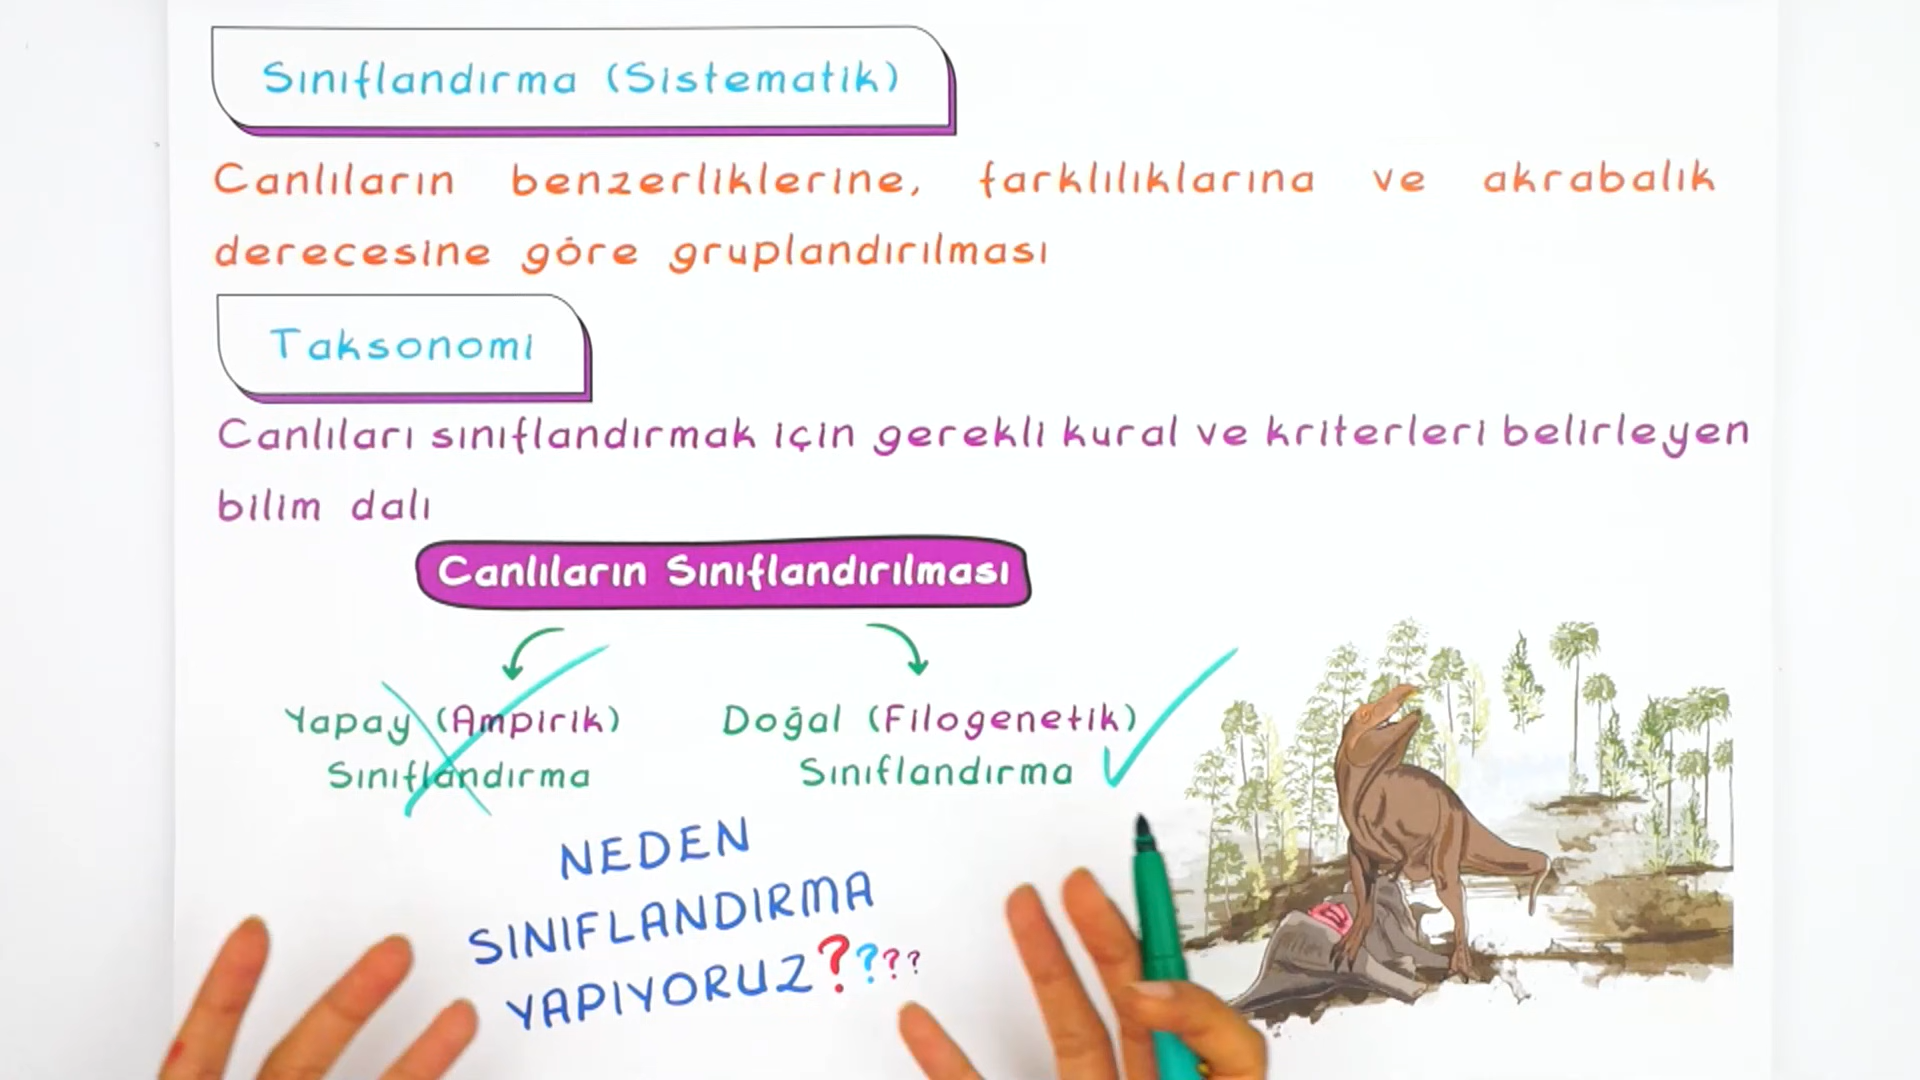 Sınıflandırma (Sistematik)
Canlıların benzerliklerine, farklılıklarına ve akrabalık
derecesine göre gruplandırılması
Taksonomi
Canlıları sınıflandırmak için gerekli kural ve kriterleri belirleyen
bilim dalı
Canlıların Sınıflandırılması
Yapay (Ampirik)
Sınıflandırma
Doğal (Filogenetik)
Sınıflandırma
NEDEN
SINIFLANDIRMA
YAPIYORUZ????